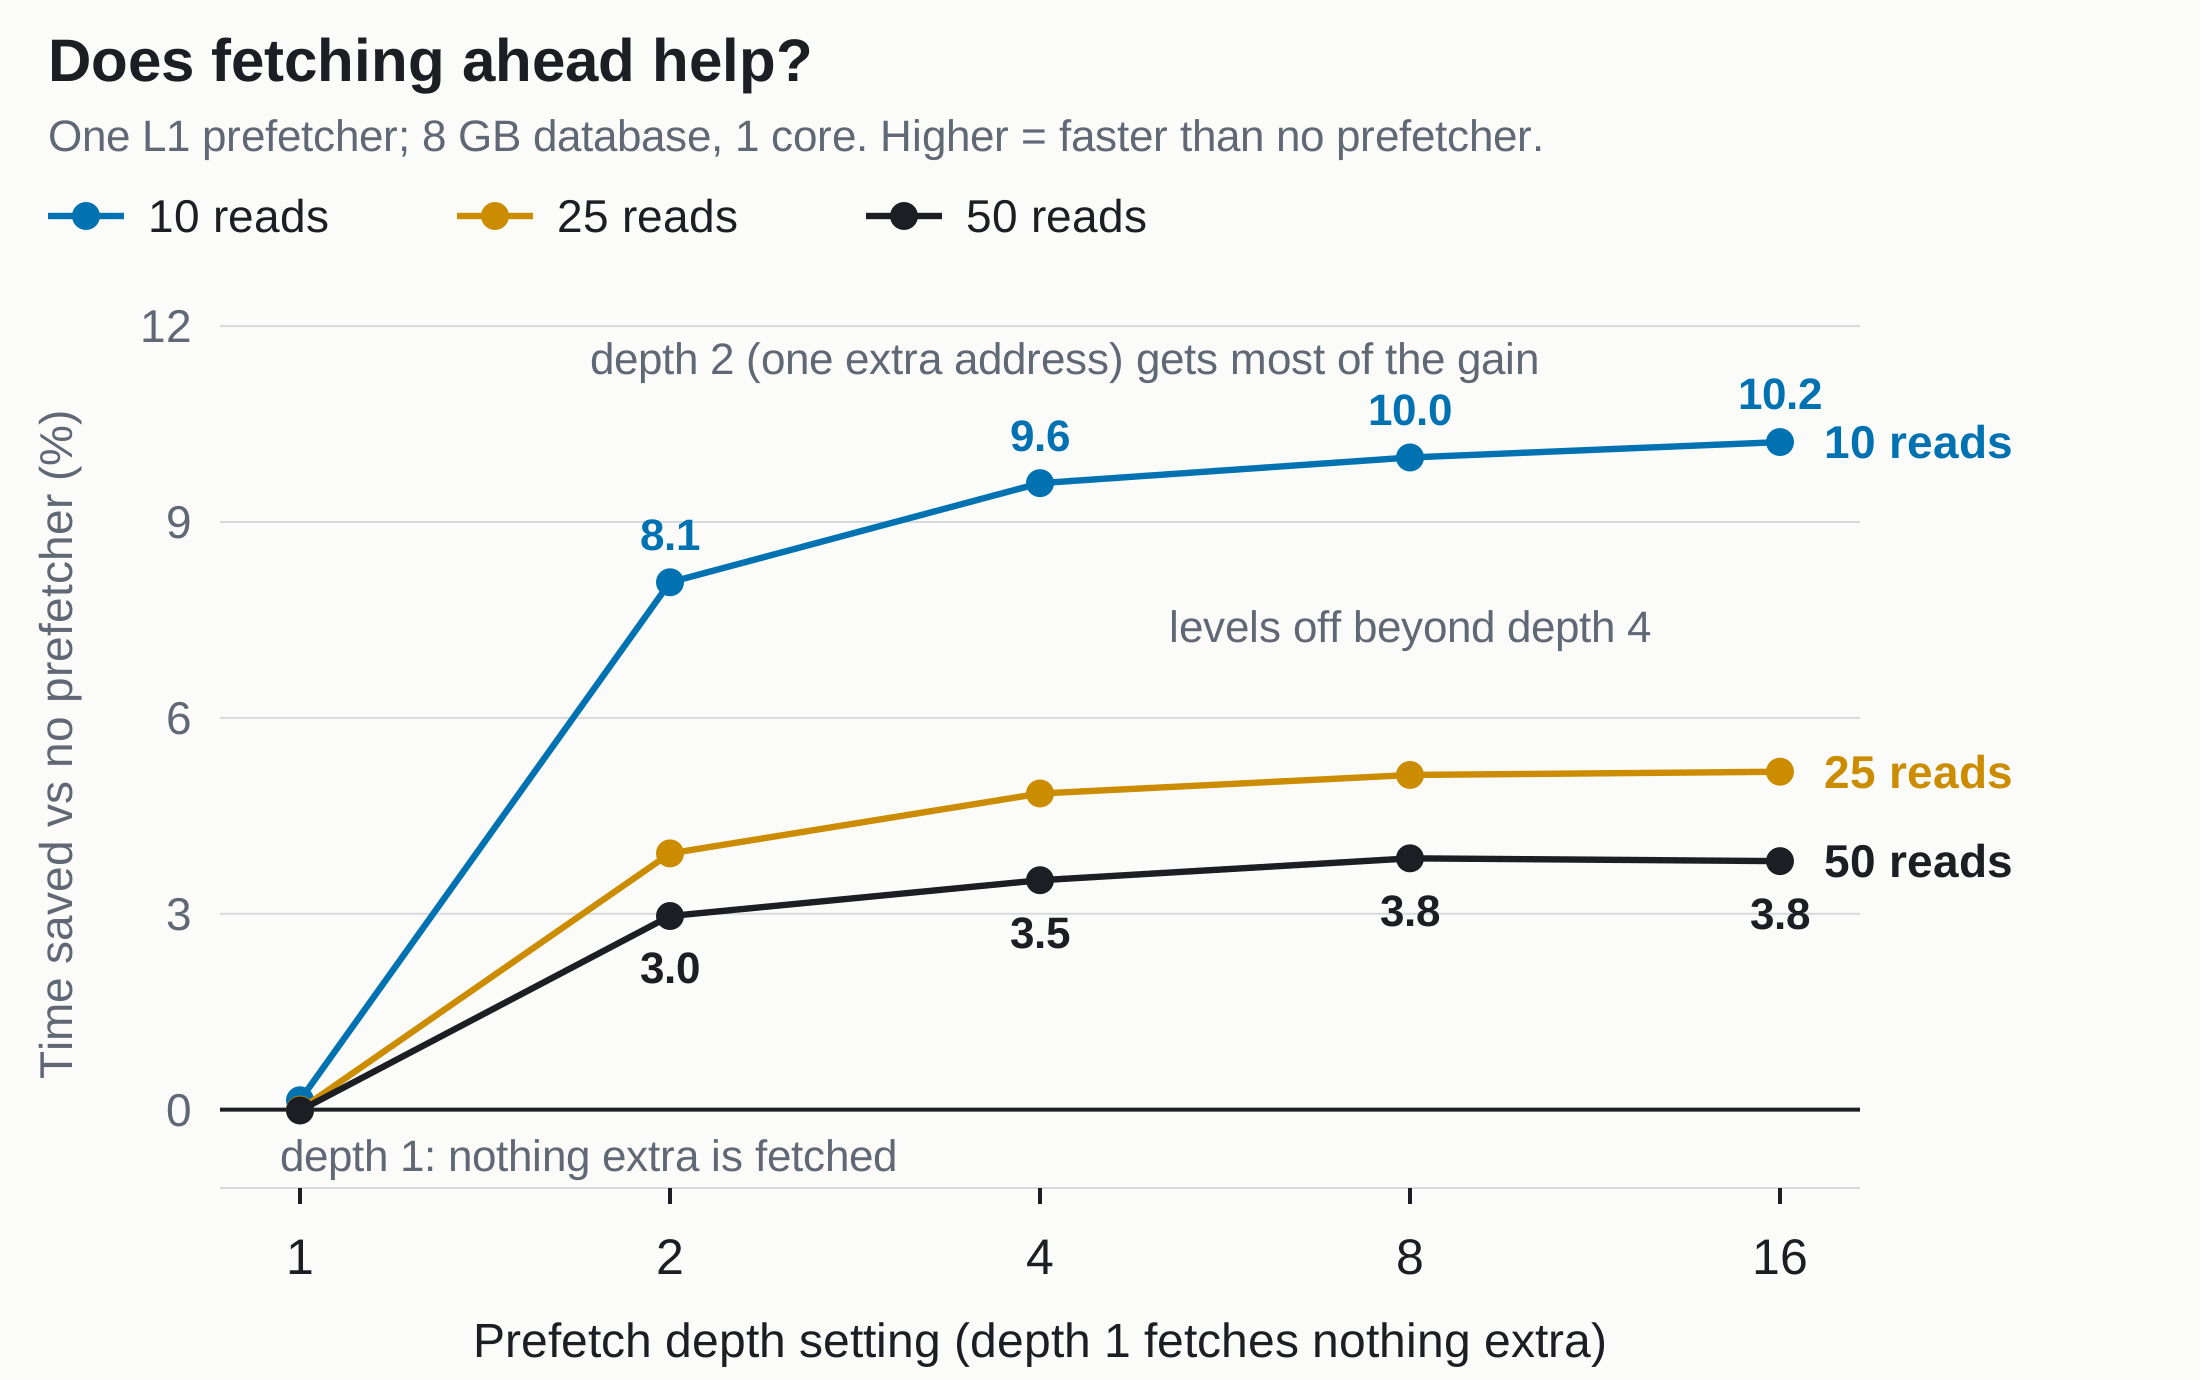 Does fetching ahead help?
One L1 prefetcher; 8 GB database, 1 core. Higher = faster than no prefetcher.
10 reads 25 reads 50 reads
Time saved vs no prefetcher (%)
12
depth 2 (one extra address) gets most of the gain
10.2
10.0
9.6
10 reads
9
8.1
levels off beyond depth 4
6
25 reads
50 reads
3
3.8
3.8
3.5
3.0
0
depth 1: nothing extra is fetched
1 2 4 8 16
Prefetch depth setting (depth 1 fetches nothing extra)